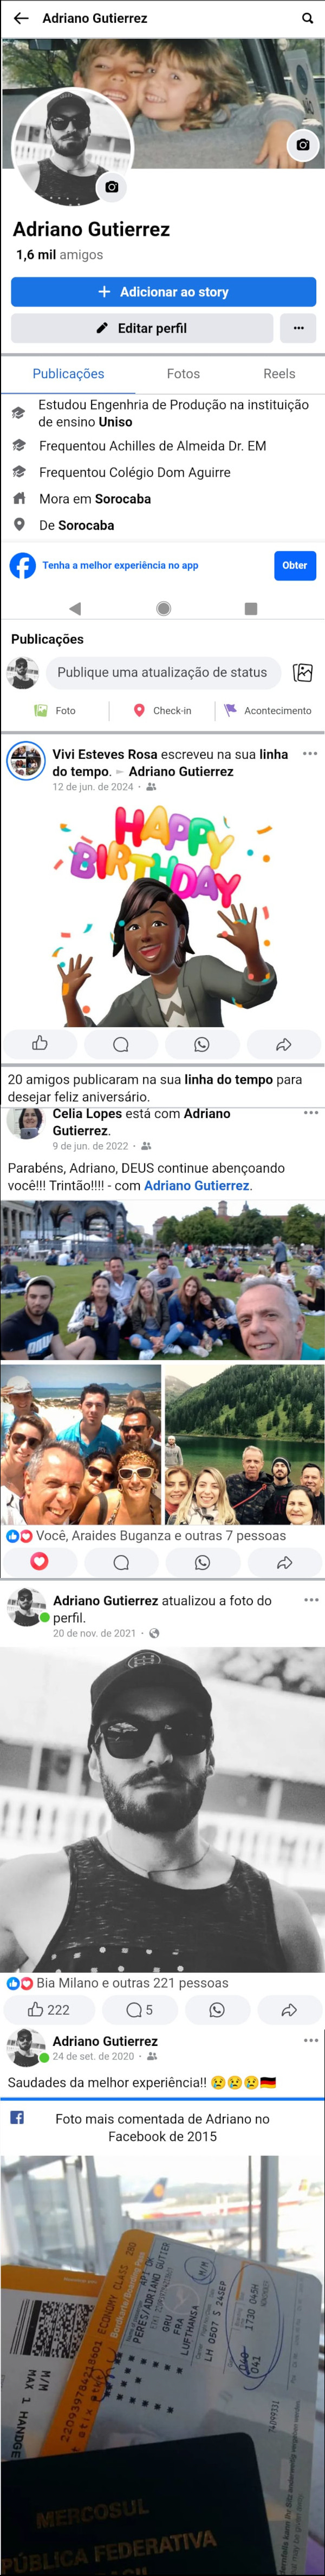 Adriano Gutierrez
Adriano Gutierrez
1,6 mil amigos
+ Adicionar ao story
Editar perfil
Publicações Fotos Reels
Estudou Engenhria de Produção na instituição
de ensino Uniso
Frequentou Achilles de Almeida Dr. EM
Frequentou Colégio Dom Aguirre
Mora em Sorocaba
De Sorocaba
Tenha a melhor experiência no app
Obter
Publicações
Publique uma atualização de status
Foto Check-in Acontecimento
Vivi Esteves Rosa escreveu na sua linha
do tempo. ► Adriano Gutierrez
12 de jun. de 2024 ·
HAPPY
BIRTHDAY
20 amigos publicaram na sua linha do tempo para
desejar feliz aniversário.
Celia Lopes está com Adriano
Gutierrez.
9 de jun. de 2022 ·
Parabéns, Adriano, DEUS continue abençoando
você!!! Trintão!!!! - com Adriano Gutierrez.
Você, Araides Buganza e outras 7 pessoas
Adriano Gutierrez atualizou a foto do
perfil.
20 de nov. de 2021 ·
Bia Milano e outras 221 pessoas
222 5
Adriano Gutierrez
24 de set. de 2020 ·
Saudades da melhor experiência!! 😢😢😢🇩🇪
Foto mais comentada de Adriano no
Facebook de 2015
ECONOMY CLASS
PERES/ADRIANO GUTIER
GRU
FRA
LUFTHANSA
LH 0507 S 24SEP
1730 045H
041
MAX 1 HANDGE
MERCOSUL
PÚBLICA FEDERATIVA